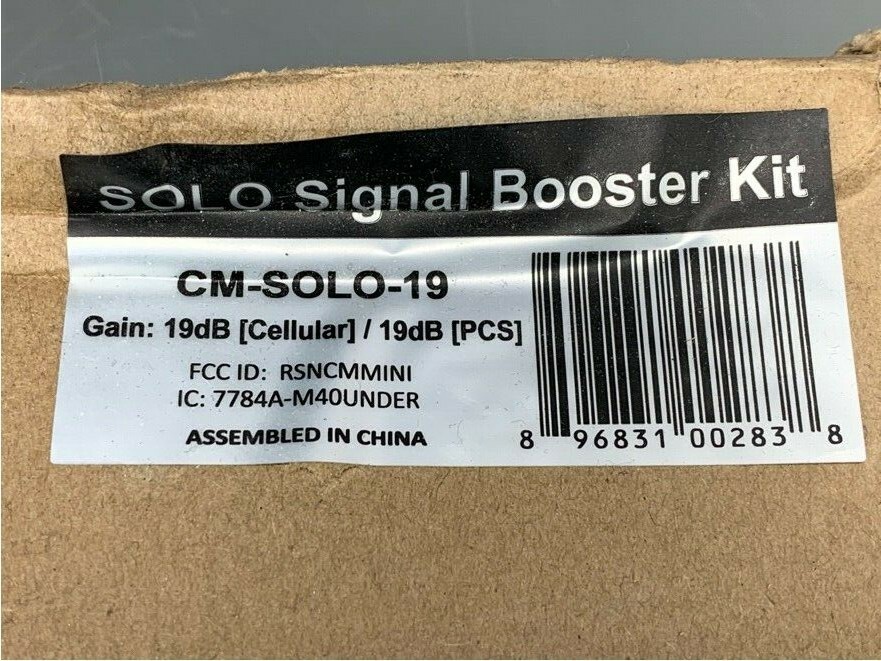 SOLO Signal Booster Kit
CM-SOLO-19
Gain: 19dB [Cellular] / 19dB [PCS]
FCC ID: RSNCMMINI
IC: 7784A-M40UNDER
ASSEMBLED IN CHINA
8 96831 00283 8